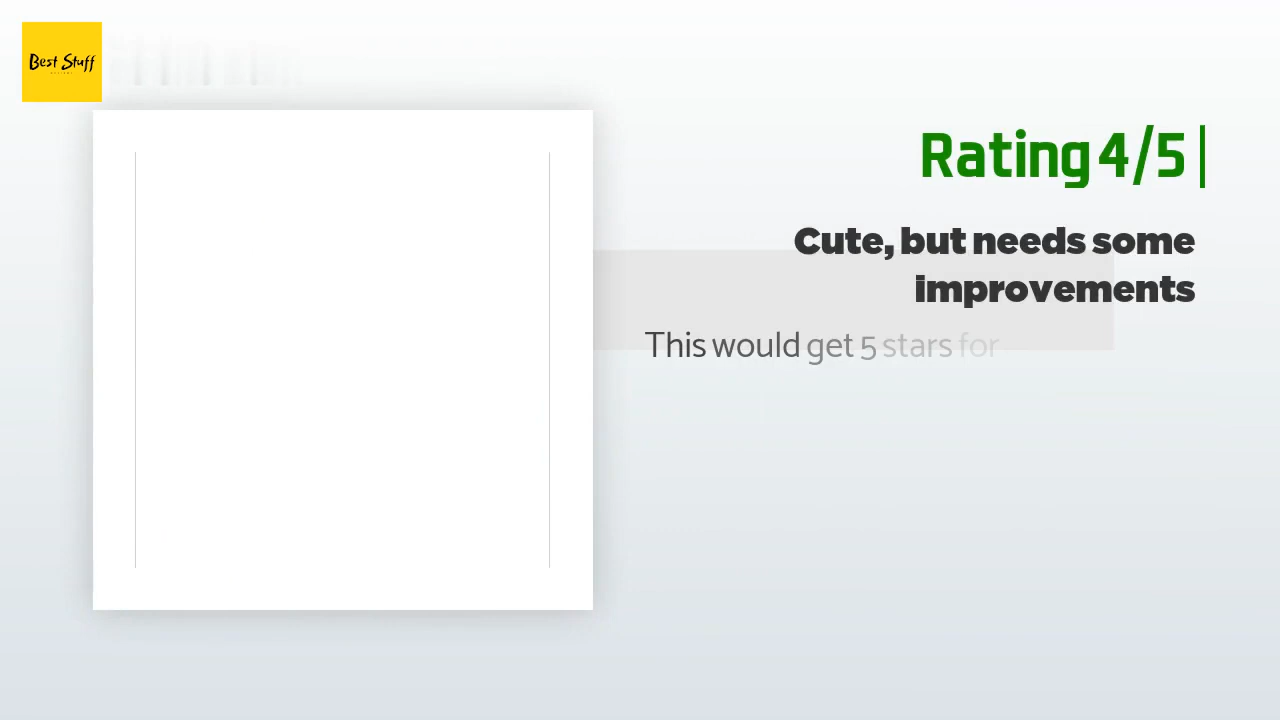 Best Stuff
Rating 4/5
Cute, but needs some
improvements
This would get 5 stars for